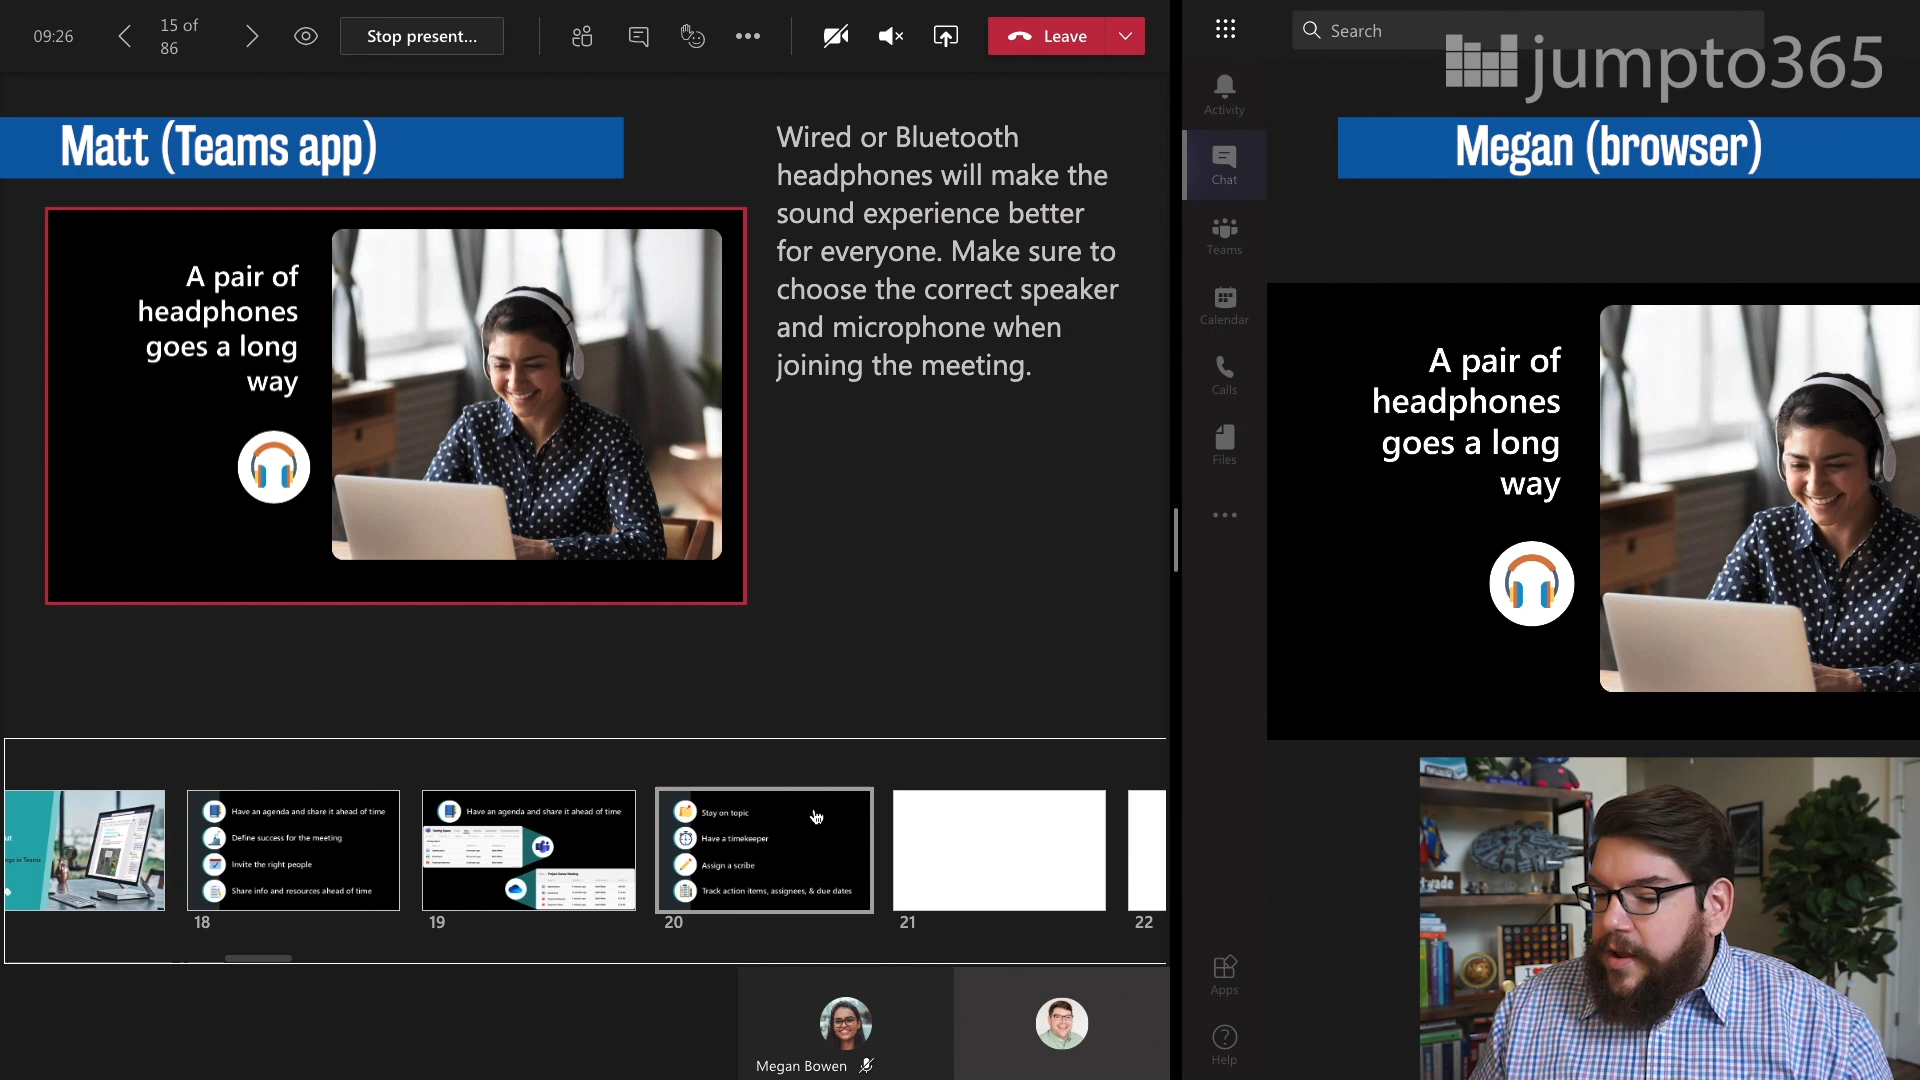 09:26
15 of
86
Stop present...
Leave
Search
jumpto365
Matt (Teams app)
Megan (browser)
Wired or Bluetooth
headphones will make the
sound experience better
for everyone. Make sure to
choose the correct speaker
and microphone when
joining the meeting.
A pair of
headphones
goes a long
way
Activity
Chat
Teams
Calendar
Calls
Files
Apps
Help
A pair of
headphones
goes a long
way
Have an agenda and share it ahead of time
Define success for the meeting
Invite the right people
Share info and resources ahead of time
18
Have an agenda and share it ahead of time
19
Stay on topic
Have a timekeeper
Assign a scribe
Track action items, assignees, & due dates
20
21
22
Megan Bowen